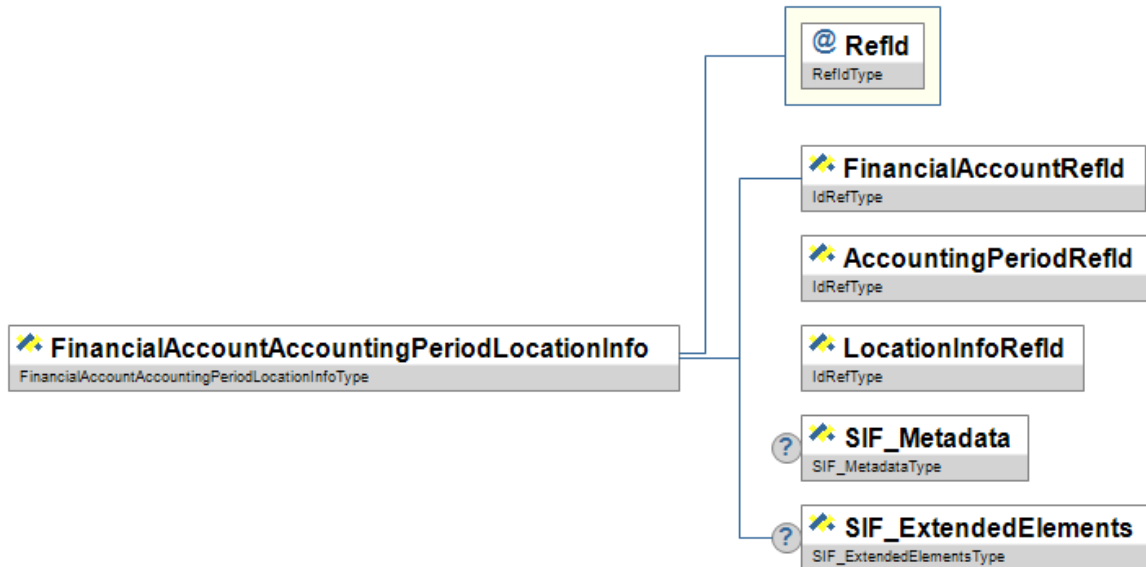 @ RefId
RefIdType
FinancialAccountRefId
IdRefType
AccountingPeriodRefId
IdRefType
FinancialAccountAccountingPeriodLocationInfo
FinancialAccountAccountingPeriodLocationInfoType
LocationInfoRefId
IdRefType
? SIF_Metadata
SIF_MetadataType
? SIF_ExtendedElements
SIF_ExtendedElementsType